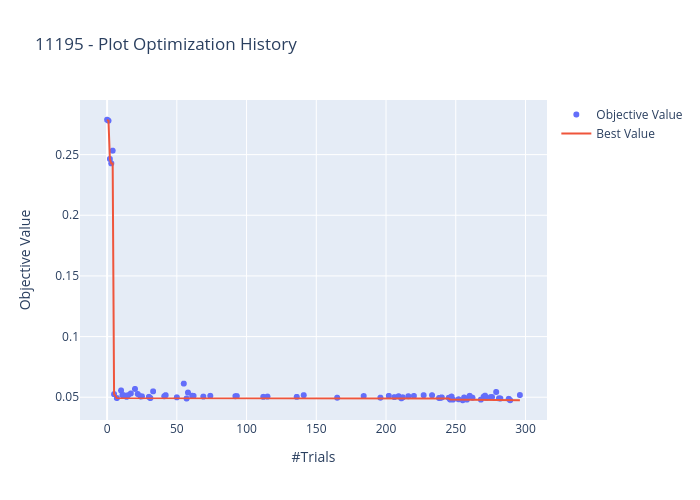 11195 - Plot Optimization History
Objective Value
Best Value
0.25
0.2
0.15
0.1
0.05
Objective Value
0
50
100
150
200
250
300
#Trials